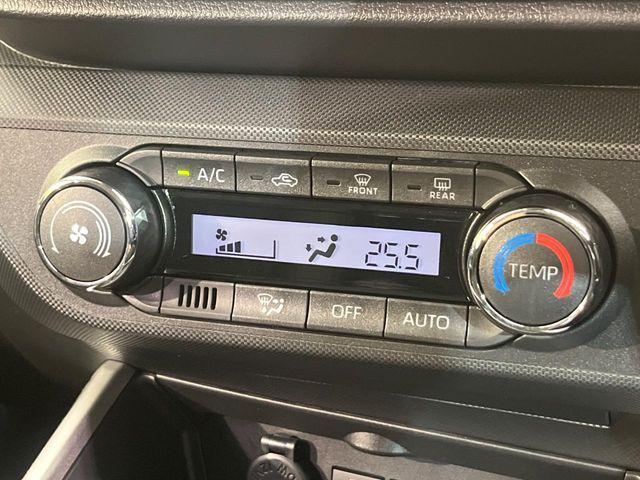 A/C
FRONT
REAR
25.5
TEMP
OFF
AUTO